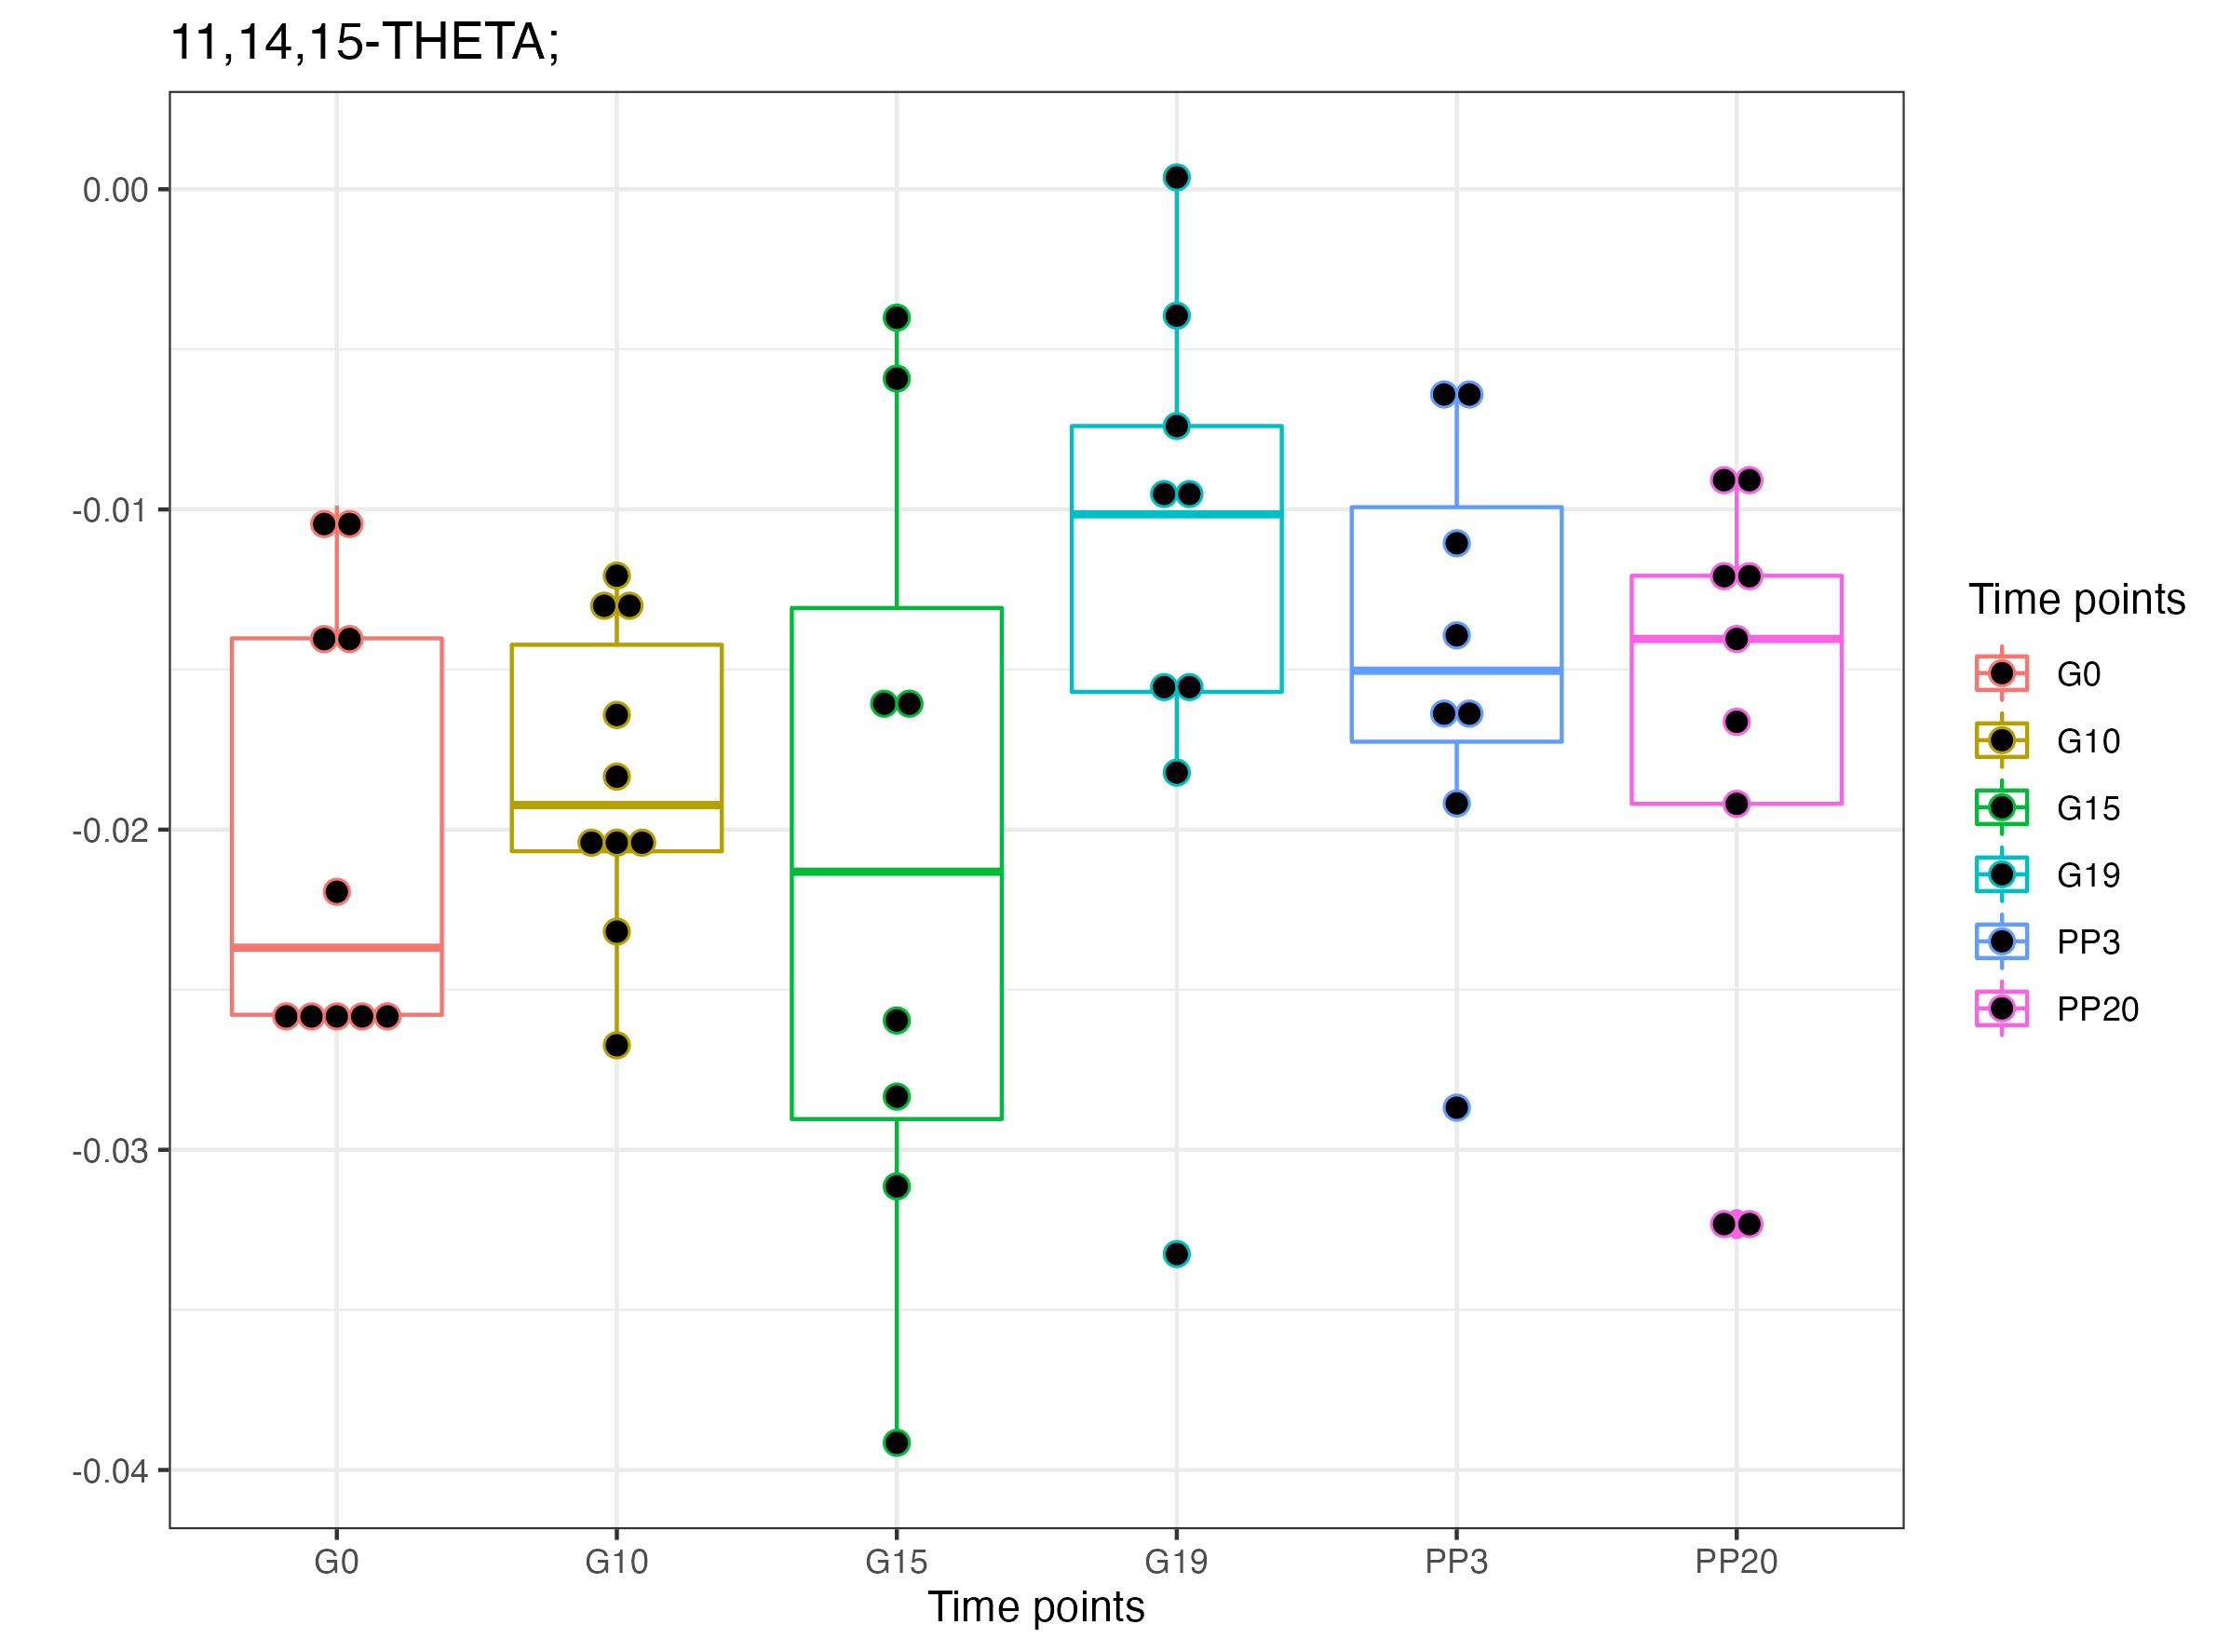 11,14,15-THETA;
0.00
-0.01
-0.02
-0.03
-0.04
G0 G10 G15 G19 PP3 PP20
Time points
Time points
G0
G10
G15
G19
PP3
PP20